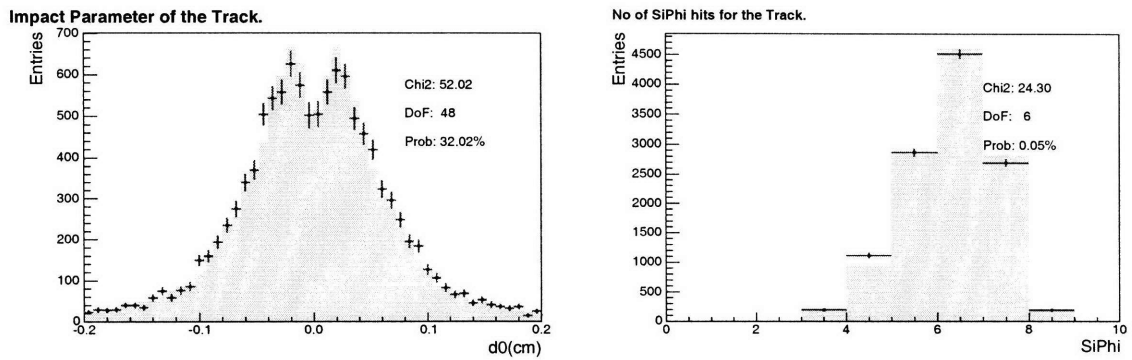 Impact Parameter of the Track.
Entries
700
600
500
400
300
200
100
0
Chi2: 52.02
DoF: 48
Prob: 32.02%
-0.2
-0.1
0.0
0.1
0.2
d0(cm)
No of SiPhi hits for the Track.
Entries
4500
4000
3500
3000
2500
2000
1500
1000
500
0
Chi2: 24.30
DoF: 6
Prob: 0.05%
0
2
4
6
8
10
SiPhi